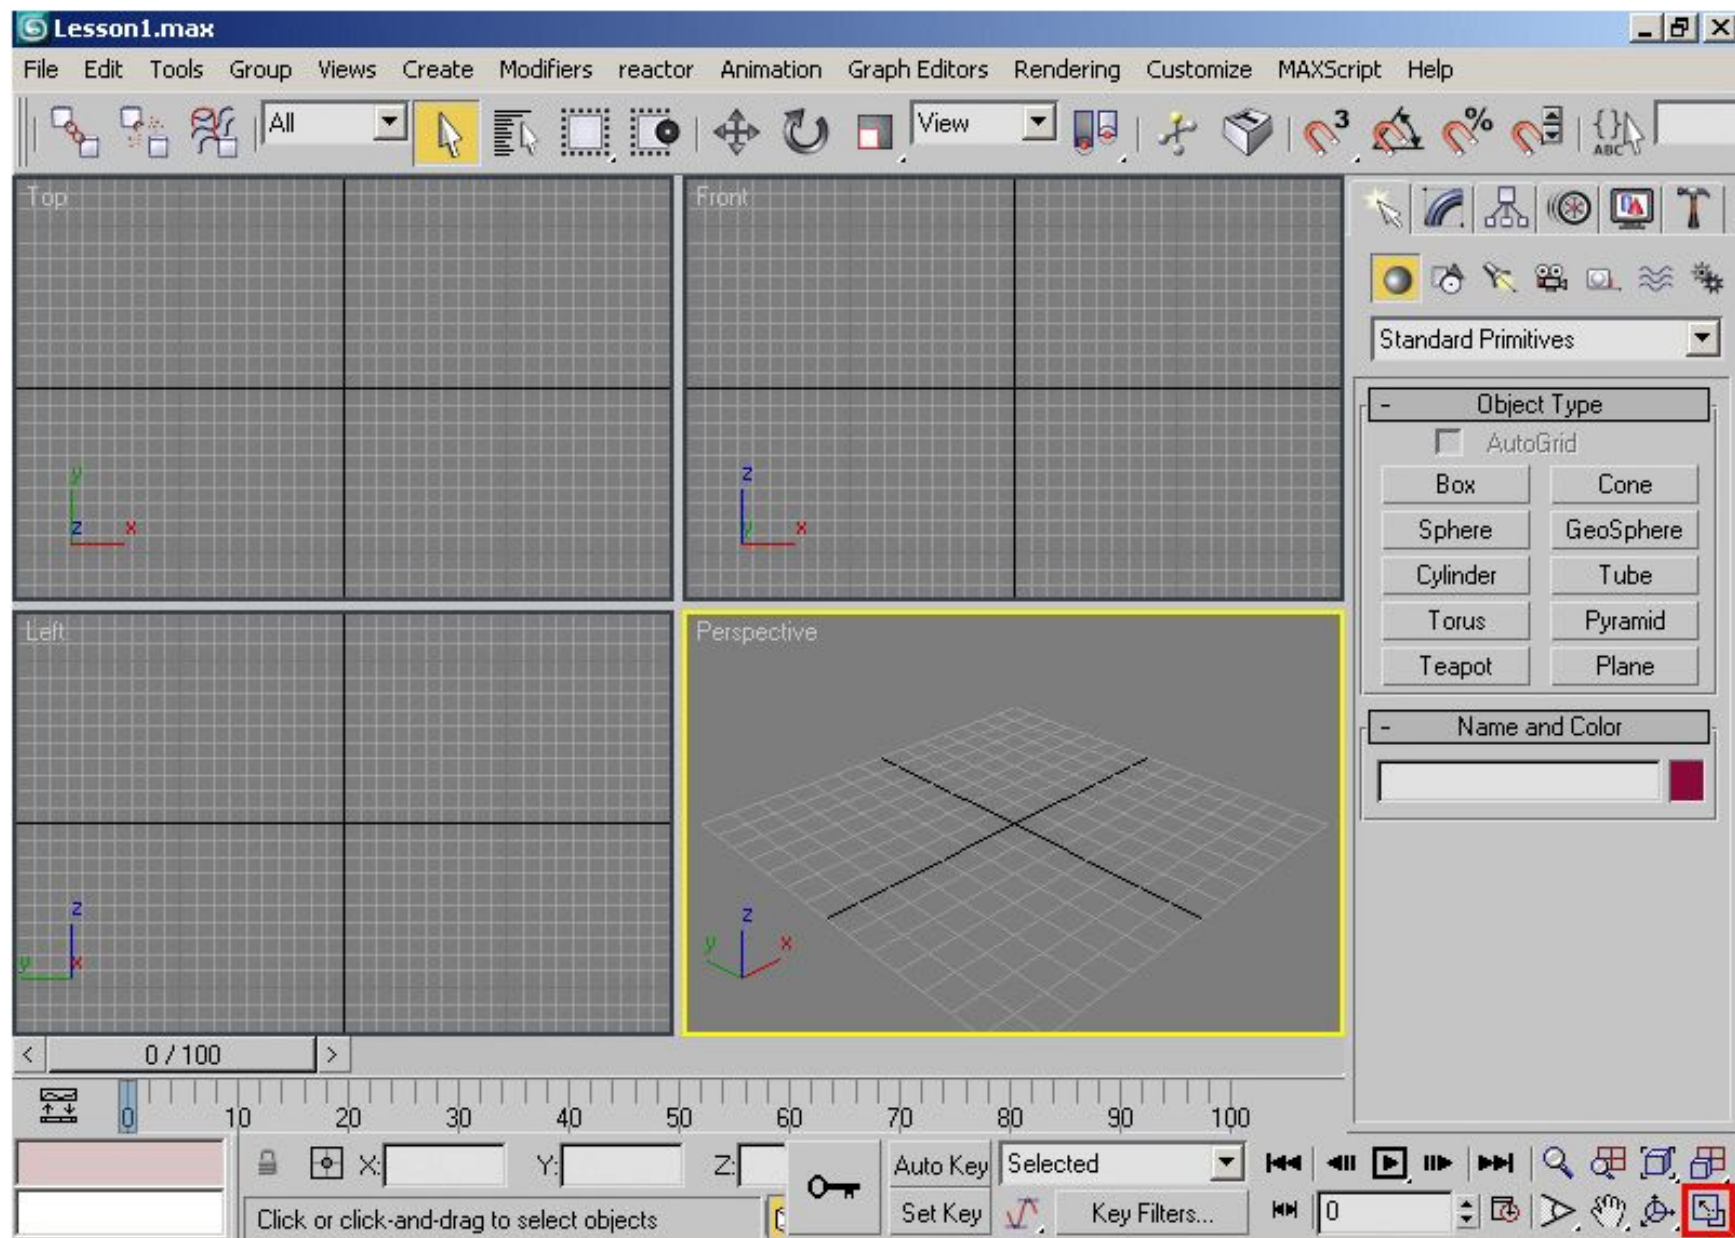 Lesson1.max
File Edit Tools Group Views Create Modifiers reactor Animation Graph Editors Rendering Customize MAXScript Help
All View 3 % {} ABC
Top Front
y z
z x y x
Standard Primitives
- Object Type
AutoGrid
Box Cone
Sphere GeoSphere
Cylinder Tube
Torus Pyramid
Teapot Plane
- Name and Color
Left Perspective
z z
y x y x
< 0 / 100 >
0 10 20 30 40 50 60 70 80 90 100
X: Y: Z: Auto Key Selected
Click or click-and-drag to select objects Set Key Key Filters... 0